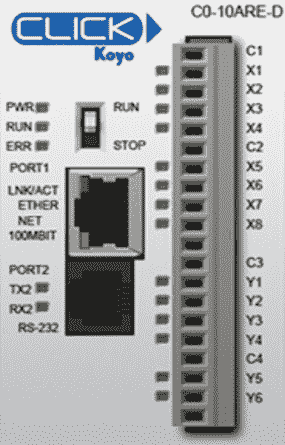 CLICK
Koyo
C0-10ARE-D
PWR
RUN
ERR
RUN
STOP
PORT1
LNK/ACT
ETHER
NET
100MBIT
PORT2
TX2
RX2
RS-232
C1
X1
X2
X3
X4
C2
X5
X6
X7
X8
C3
Y1
Y2
Y3
Y4
C4
Y5
Y6